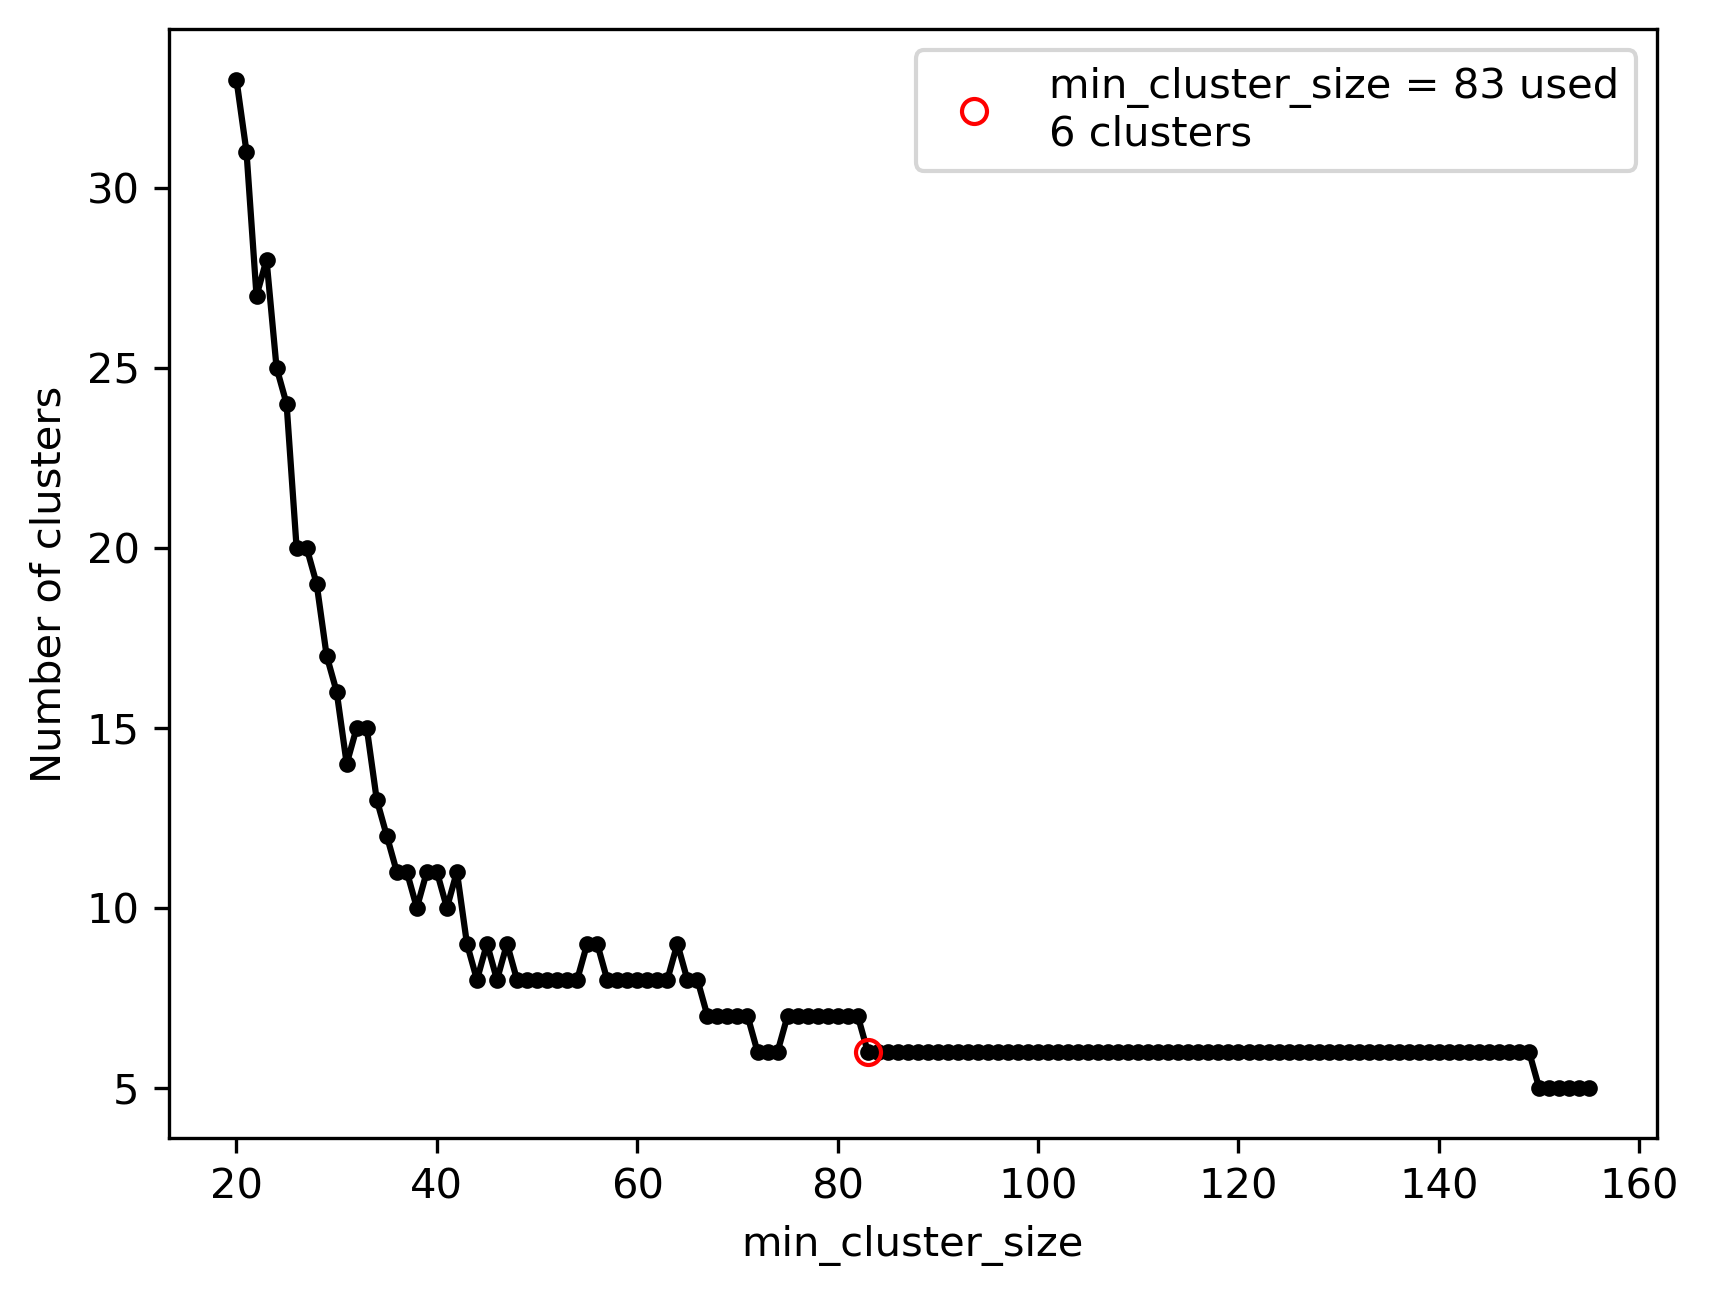 min_cluster_size = 83 used
6 clusters
30
25
20
15
10
5
Number of clusters
20 40 60 80 100 120 140 160
min_cluster_size